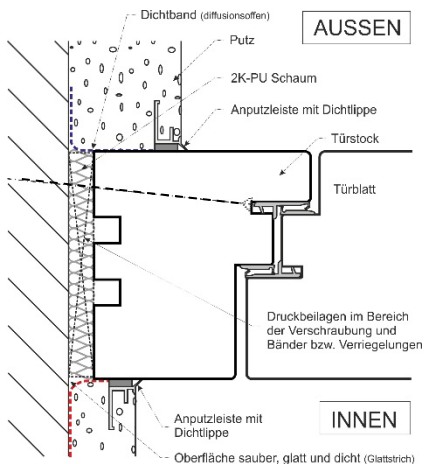 Dichtband (diffusionsoffen)
AUSSEN
Putz
2K-PU Schaum
Anputzleiste mit Dichtlippe
Türstock
Türblatt
Druckbeilagen im Bereich
der Verschraubung und
Bänder bzw. Verriegelungen
INNEN
Anputzleiste mit
Dichtlippe
Oberfläche sauber, glatt und dicht (Glattstrich)